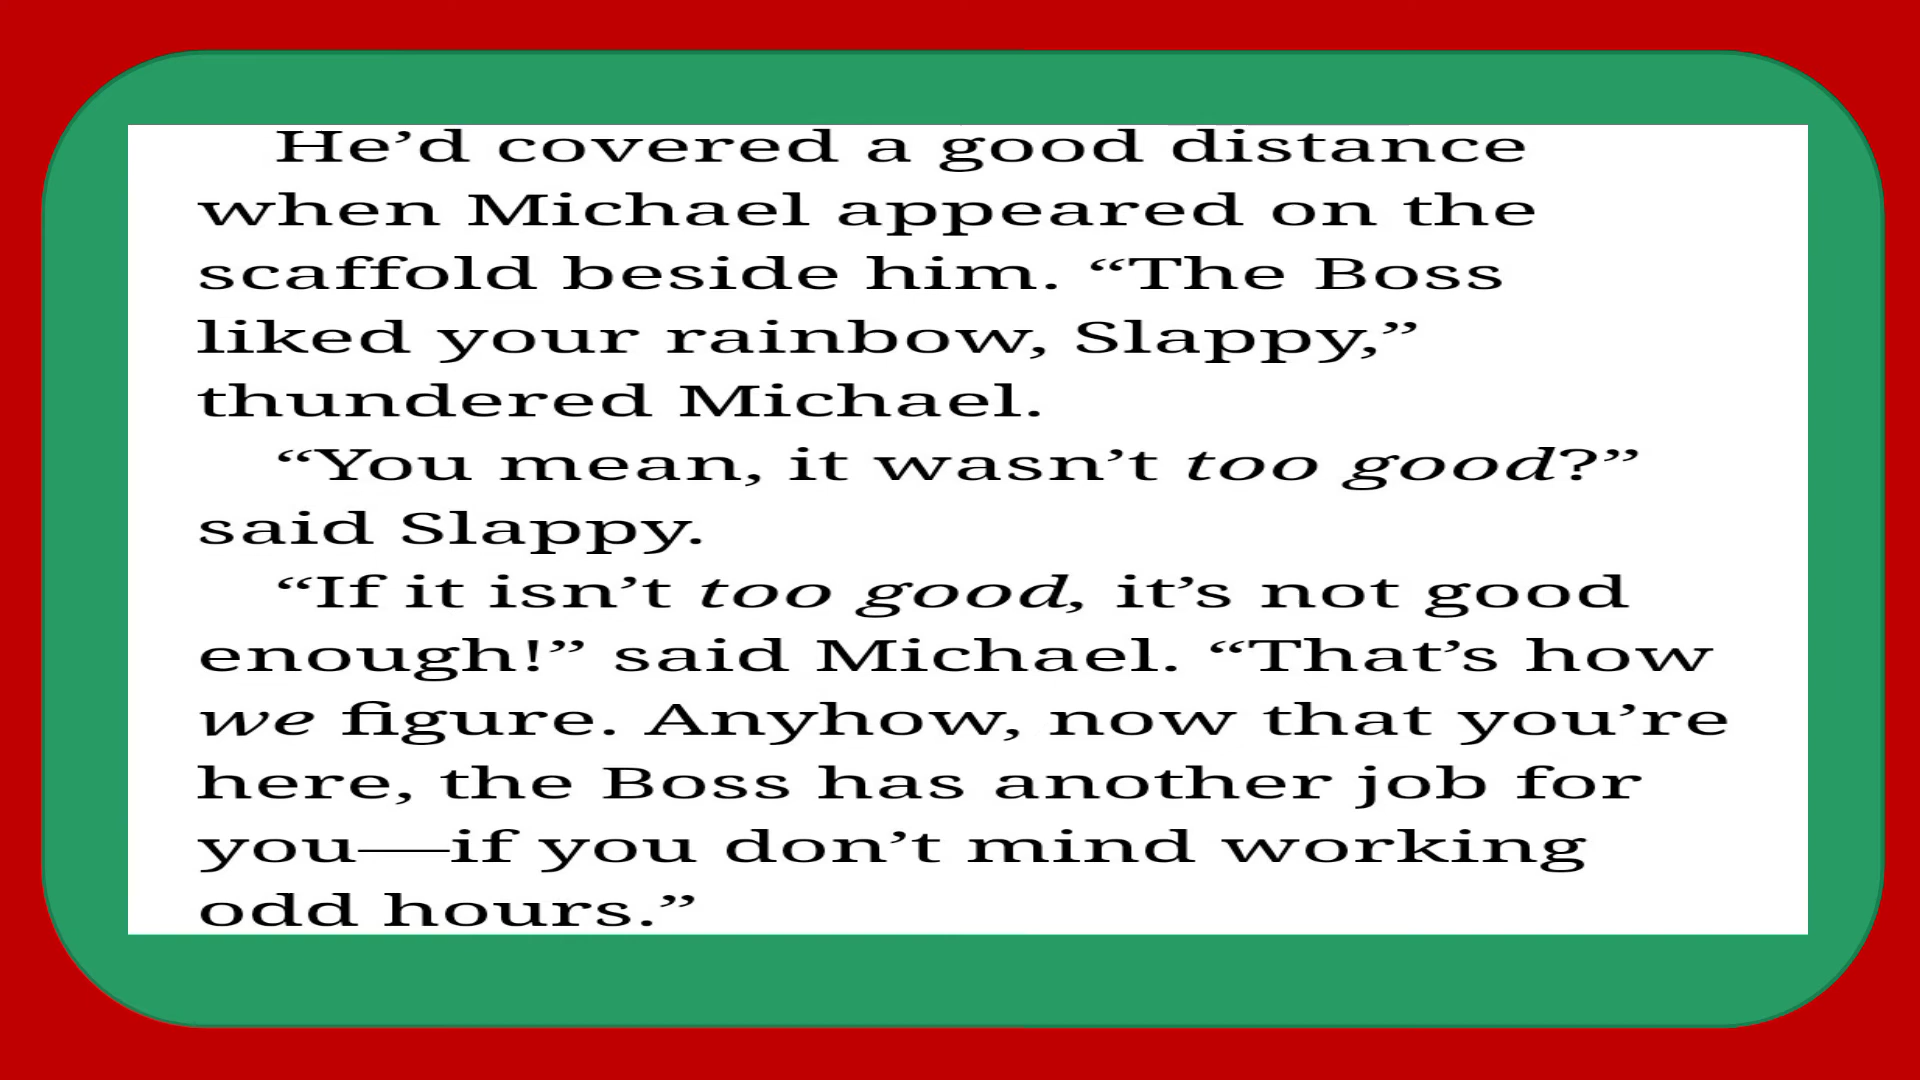 He’d covered a good distance
when Michael appeared on the
scaffold beside him. “The Boss
liked your rainbow, Slappy,”
thundered Michael.
“You mean, it wasn’t too good?”
said Slappy.
“If it isn’t too good, it’s not good
enough!” said Michael. “That’s how
we figure. Anyhow, now that you’re
here, the Boss has another job for
you—if you don’t mind working
odd hours.”